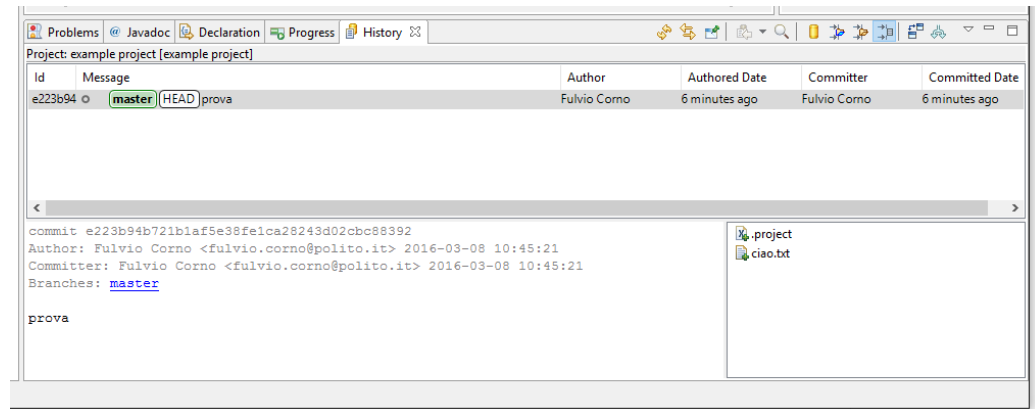 Problems @ Javadoc Declaration Progress History
Project: example project [example project]
Id Message Author Authored Date Committer Committed Date
e223b94 master HEAD prova Fulvio Corno 6 minutes ago Fulvio Corno 6 minutes ago
commit e223b94b721b1af5e38fe1ca28243d02cbc88392
Author: Fulvio Corno <fulvio.corno@polito.it> 2016-03-08 10:45:21
Committer: Fulvio Corno <fulvio.corno@polito.it> 2016-03-08 10:45:21
Branches: master
prova
.project
ciao.txt